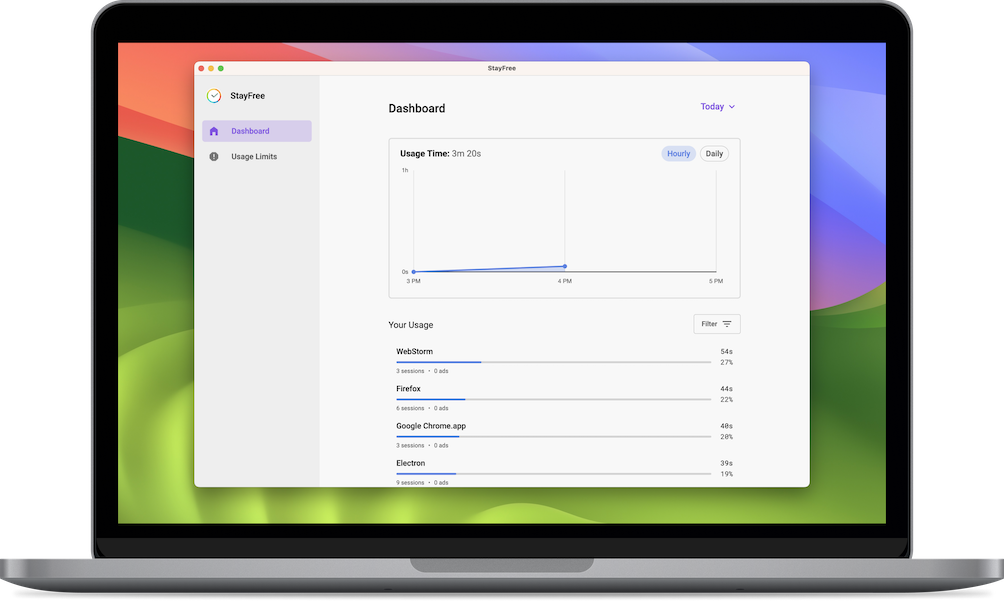 StayFree
StayFree
Dashboard
Usage Limits
Dashboard
Today
Usage Time: 3m 20s
Hourly
Daily
1h
0s
3 PM
4 PM
5 PM
Your Usage
Filter
WebStorm
54s
27%
3 sessions • 0 ads
Firefox
44s
22%
6 sessions • 0 ads
Google Chrome.app
40s
20%
3 sessions • 0 ads
Electron
39s
19%
9 sessions • 0 ads